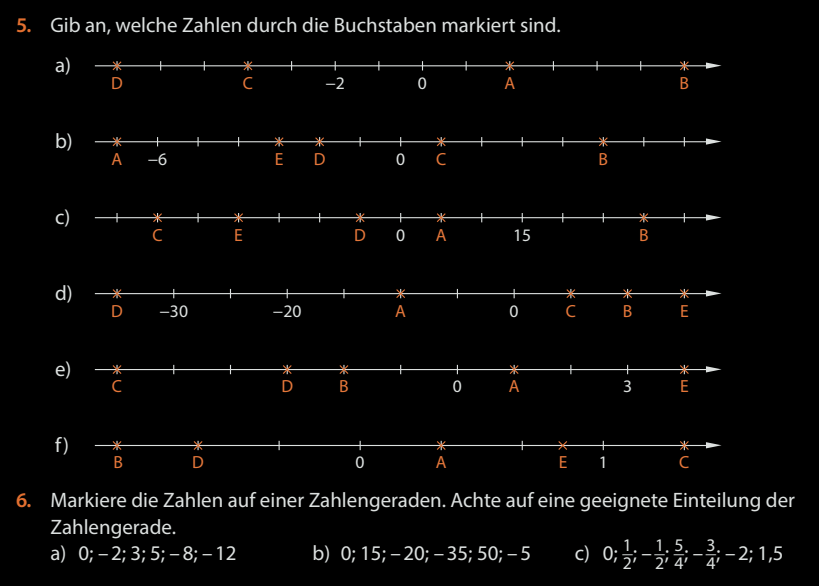 5. Gib an, welche Zahlen durch die Buchstaben markiert sind.
a)
D C −2 0 A B
b)
A −6 E D 0 C B
c)
C E D 0 A 15 B
d)
D −30 −20 A 0 C B E
e)
C D B 0 A 3 E
f)
B D 0 A E 1 C
6. Markiere die Zahlen auf einer Zahlengeraden. Achte auf eine geeignete Einteilung der
Zahlengerade.
a) 0; −2; 3; 5; −8; −12 b) 0; 15; −20; −35; 50; −5 c) 0; 1/2; −1/2; 5/4; −3/4; −2; 1,5